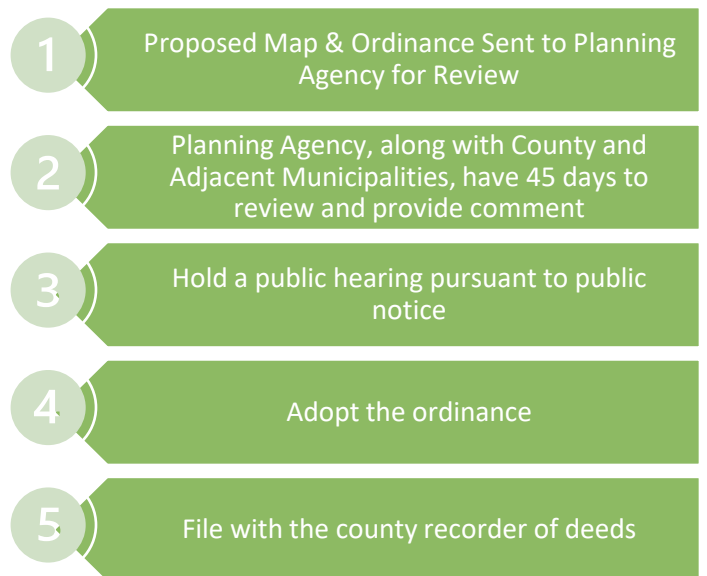 1
Proposed Map & Ordinance Sent to Planning
Agency for Review
2
Planning Agency, along with County and
Adjacent Municipalities, have 45 days to
review and provide comment
3
Hold a public hearing pursuant to public
notice
4
Adopt the ordinance
5
File with the county recorder of deeds